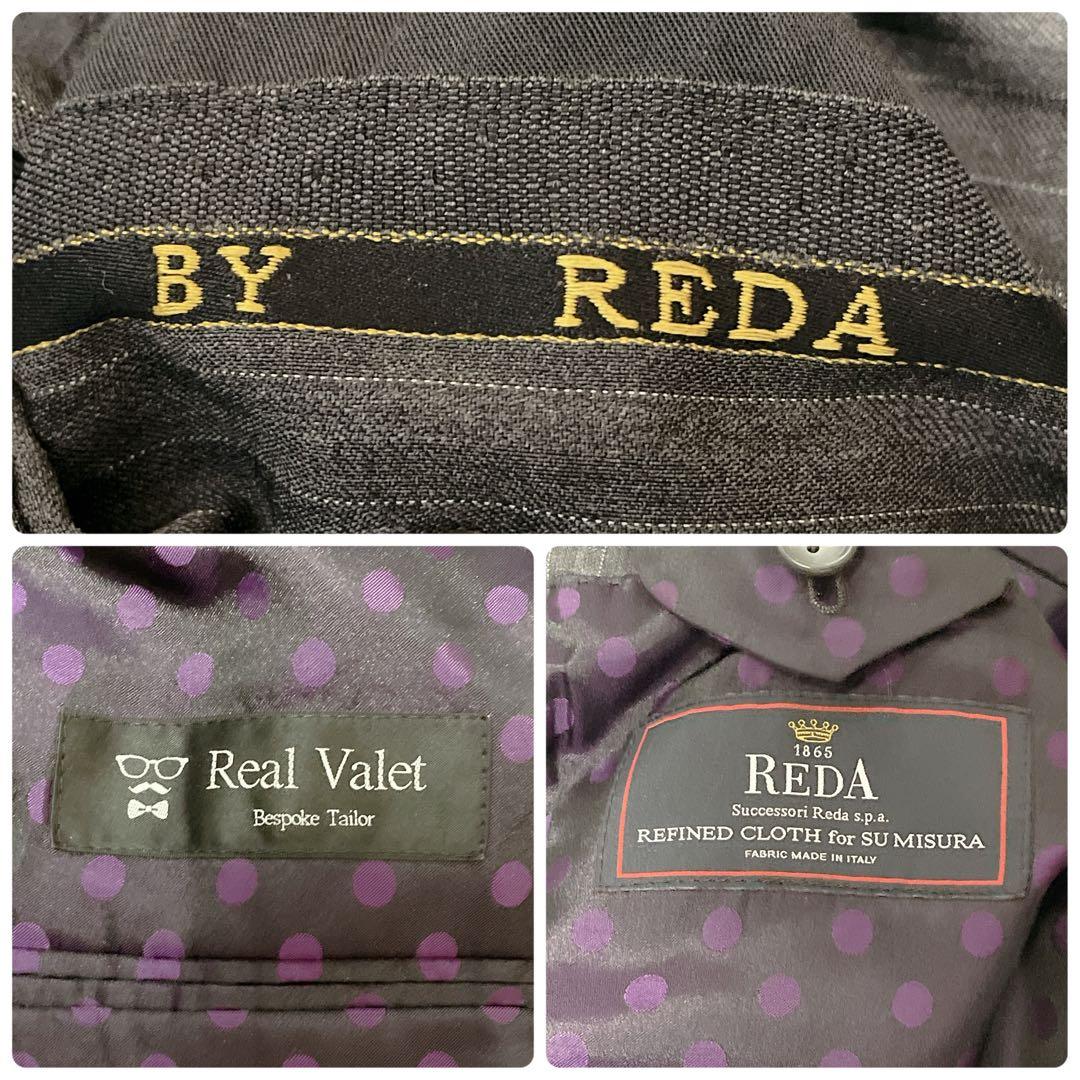 BY REDA
Real Valet
Bespoke Tailor
1865
REDA
Successori Reda s.p.a.
REFINED CLOTH for SU MISURA
FABRIC MADE IN ITALY